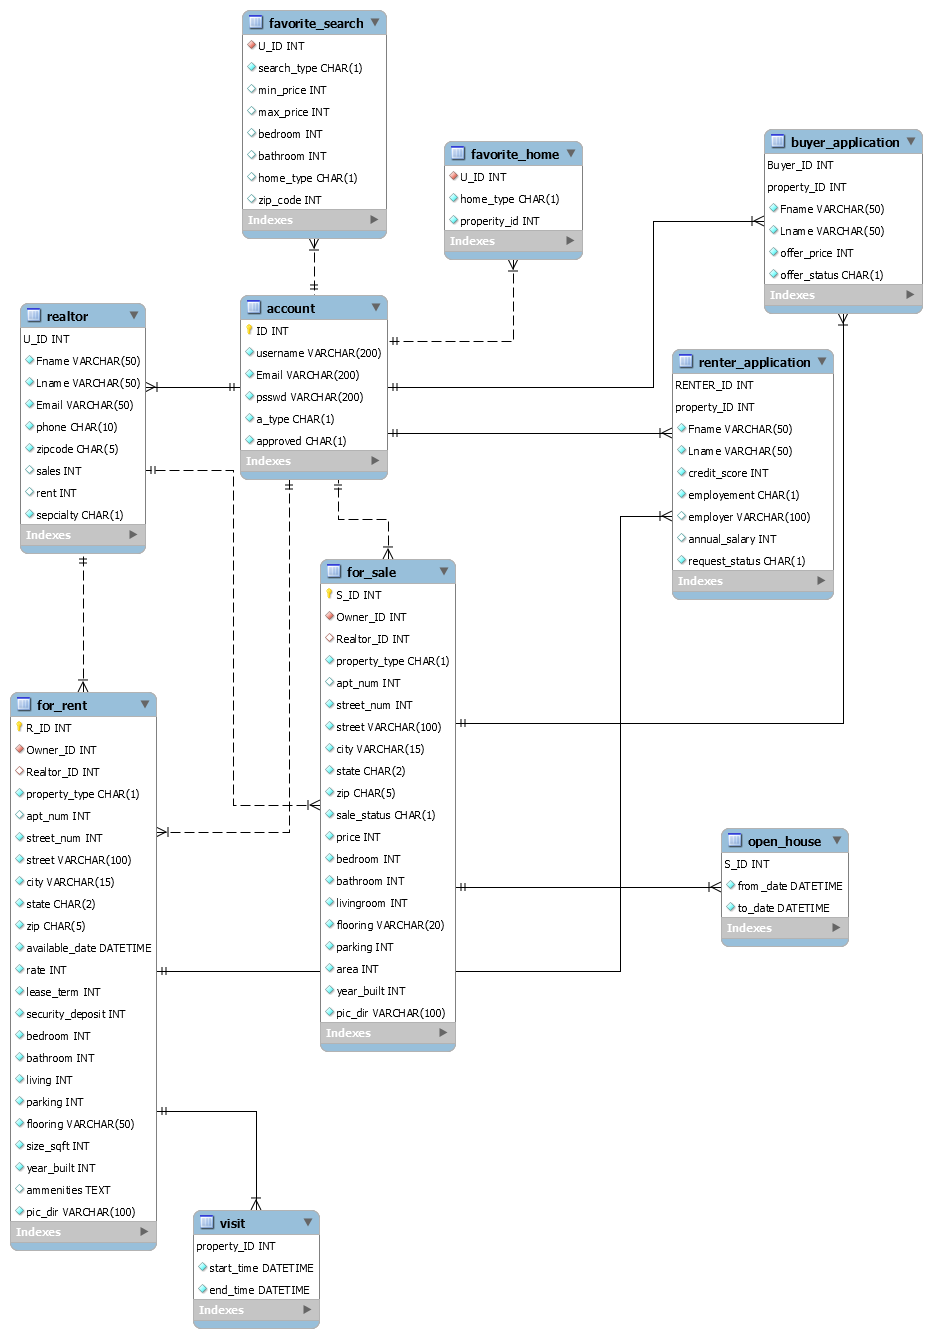 favorite_search
U_ID INT
search_type CHAR(1)
min_price INT
max_price INT
bedroom INT
bathroom INT
home_type CHAR(1)
zip_code INT
Indexes
favorite_home
U_ID INT
home_type CHAR(1)
properity_id INT
Indexes
buyer_application
Buyer_ID INT
property_ID INT
Fname VARCHAR(50)
Lname VARCHAR(50)
offer_price INT
offer_status CHAR(1)
Indexes
realtor
U_ID INT
Fname VARCHAR(50)
Lname VARCHAR(50)
Email VARCHAR(50)
phone CHAR(10)
zipcode CHAR(5)
sales INT
rent INT
sepcialty CHAR(1)
Indexes
account
ID INT
username VARCHAR(200)
Email VARCHAR(200)
psswd VARCHAR(200)
a_type CHAR(1)
approved CHAR(1)
Indexes
renter_application
RENTER_ID INT
property_ID INT
Fname VARCHAR(50)
Lname VARCHAR(50)
credit_score INT
employement CHAR(1)
employer VARCHAR(100)
annual_salary INT
request_status CHAR(1)
Indexes
for_sale
S_ID INT
Owner_ID INT
Realtor_ID INT
property_type CHAR(1)
apt_num INT
street_num INT
street VARCHAR(100)
city VARCHAR(15)
state CHAR(2)
zip CHAR(5)
sale_status CHAR(1)
price INT
bedroom INT
bathroom INT
livingroom INT
flooring VARCHAR(20)
parking INT
area INT
year_built INT
pic_dir VARCHAR(100)
Indexes
for_rent
R_ID INT
Owner_ID INT
Realtor_ID INT
property_type CHAR(1)
apt_num INT
street_num INT
street VARCHAR(100)
city VARCHAR(15)
state CHAR(2)
zip CHAR(5)
available_date DATETIME
rate INT
lease_term INT
security_deposit INT
bedroom INT
bathroom INT
living INT
parking INT
flooring VARCHAR(50)
size_sqft INT
year_built INT
ammenities TEXT
pic_dir VARCHAR(100)
Indexes
open_house
S_ID INT
from_date DATETIME
to_date DATETIME
Indexes
visit
property_ID INT
start_time DATETIME
end_time DATETIME
Indexes